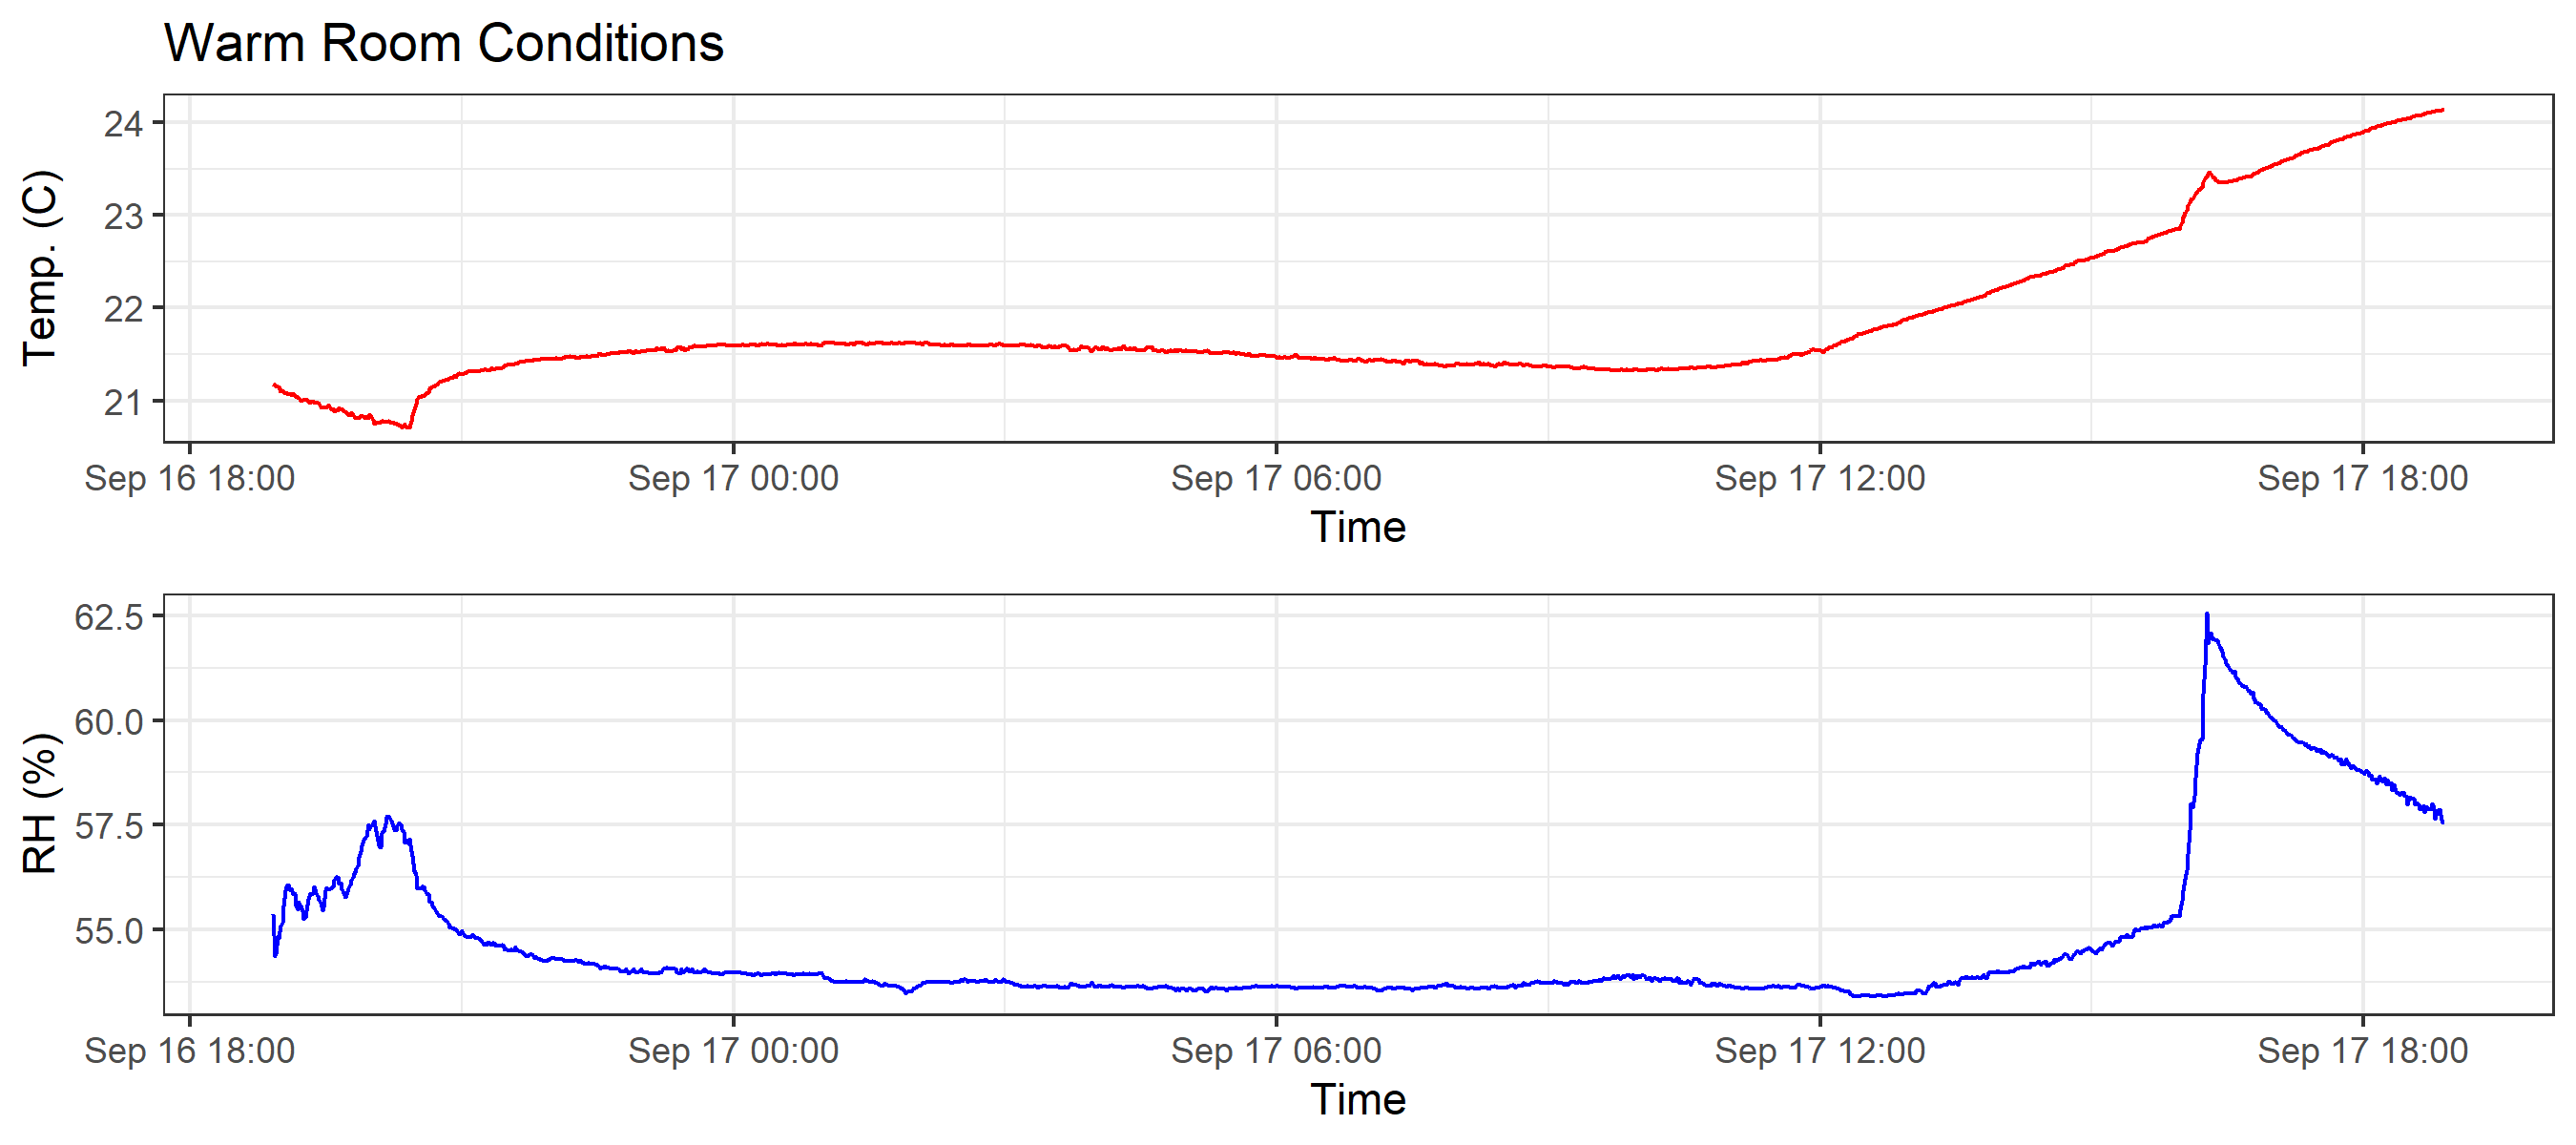 Warm Room Conditions
24
23
22
21
Temp. (C)
Sep 16 18:00 Sep 17 00:00 Sep 17 06:00 Sep 17 12:00 Sep 17 18:00
Time
62.5
60.0
57.5
55.0
RH (%)
Sep 16 18:00 Sep 17 00:00 Sep 17 06:00 Sep 17 12:00 Sep 17 18:00
Time